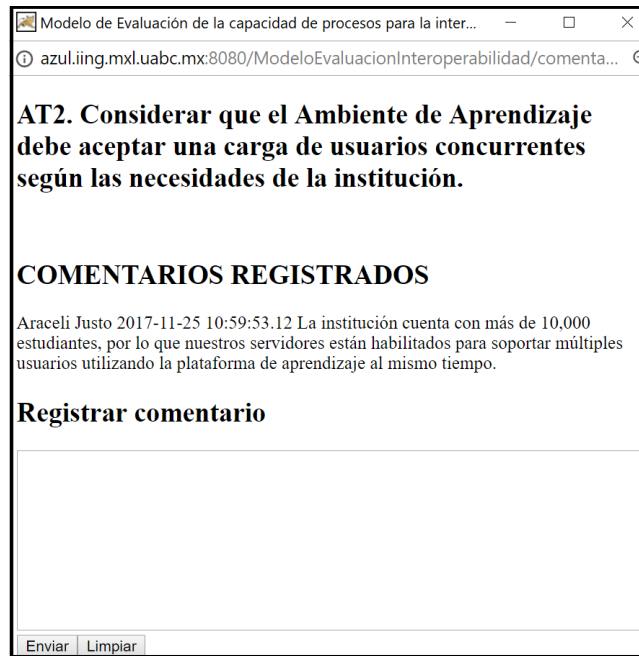 Modelo de Evaluación de la capacidad de procesos para la inter...
azul.iing.mxl.uabc.mx:8080/ModeloEvaluacionInteroperabilidad/comenta...
AT2. Considerar que el Ambiente de Aprendizaje
debe aceptar una carga de usuarios concurrentes
según las necesidades de la institución.
COMENTARIOS REGISTRADOS
Araceli Justo 2017-11-25 10:59:53.12 La institución cuenta con más de 10,000
estudiantes, por lo que nuestros servidores están habilitados para soportar múltiples
usuarios utilizando la plataforma de aprendizaje al mismo tiempo.
Registrar comentario
Enviar Limpiar